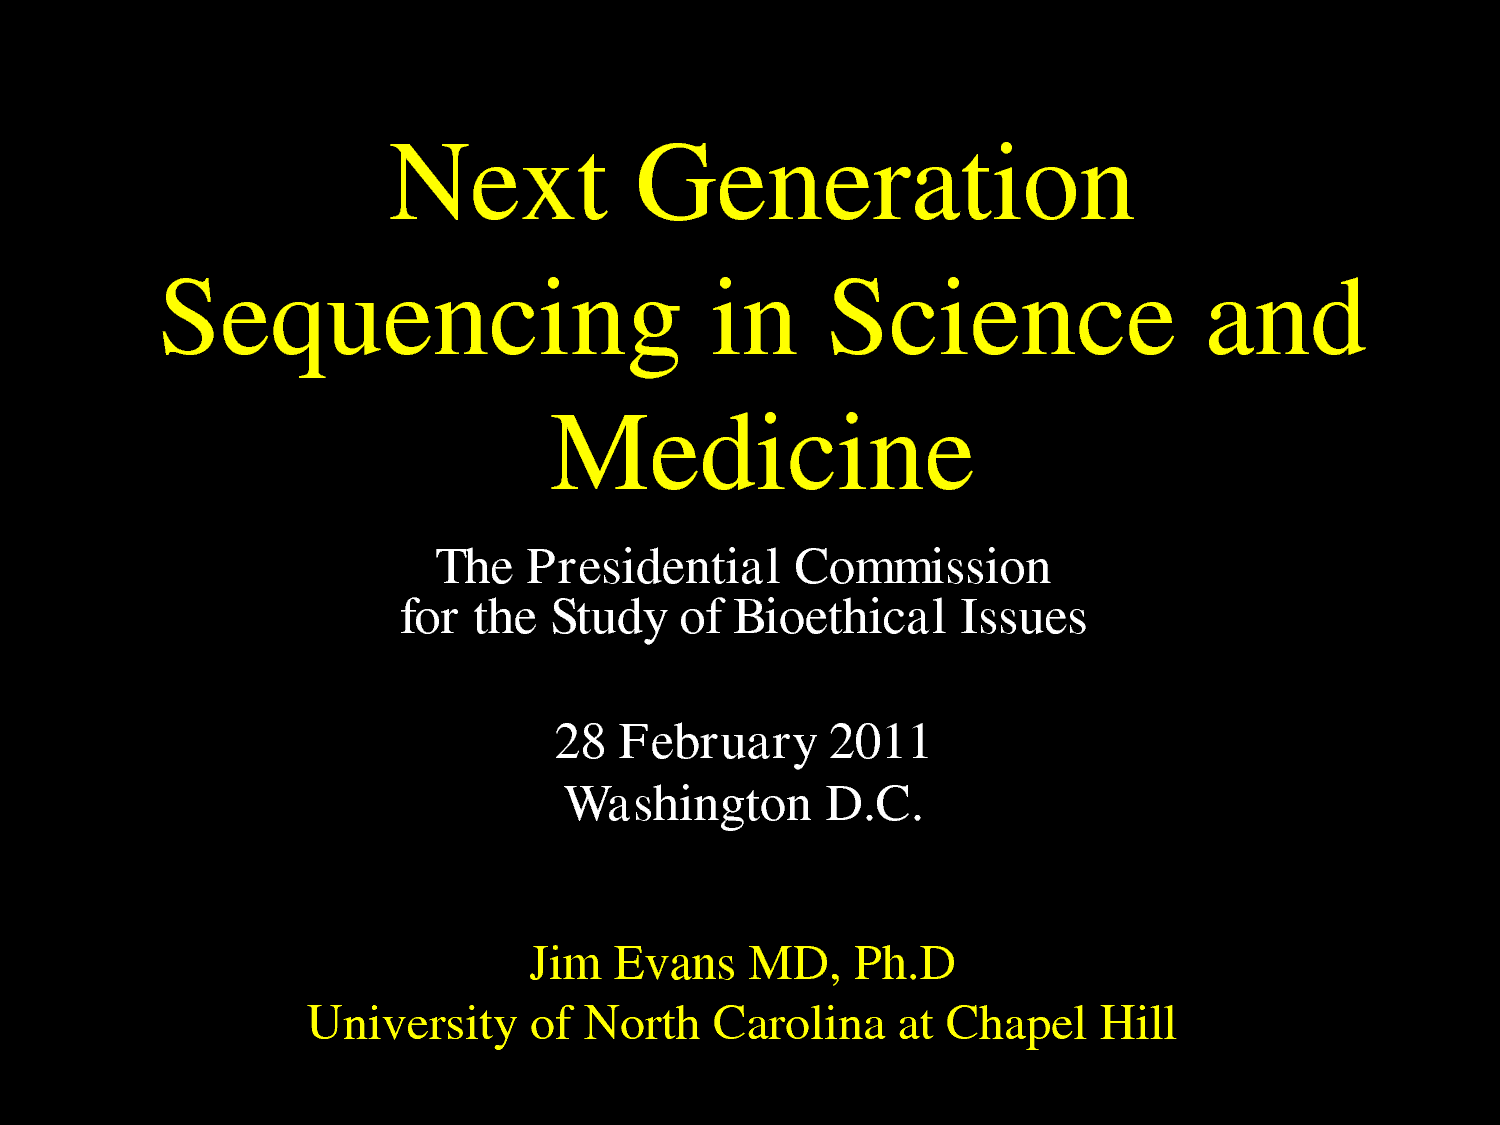 Next Generation
Sequencing in Science and
Medicine
The Presidential Commission
for the Study of Bioethical Issues
28 February 2011
Washington D.C.
Jim Evans MD, Ph.D
University of North Carolina at Chapel Hill